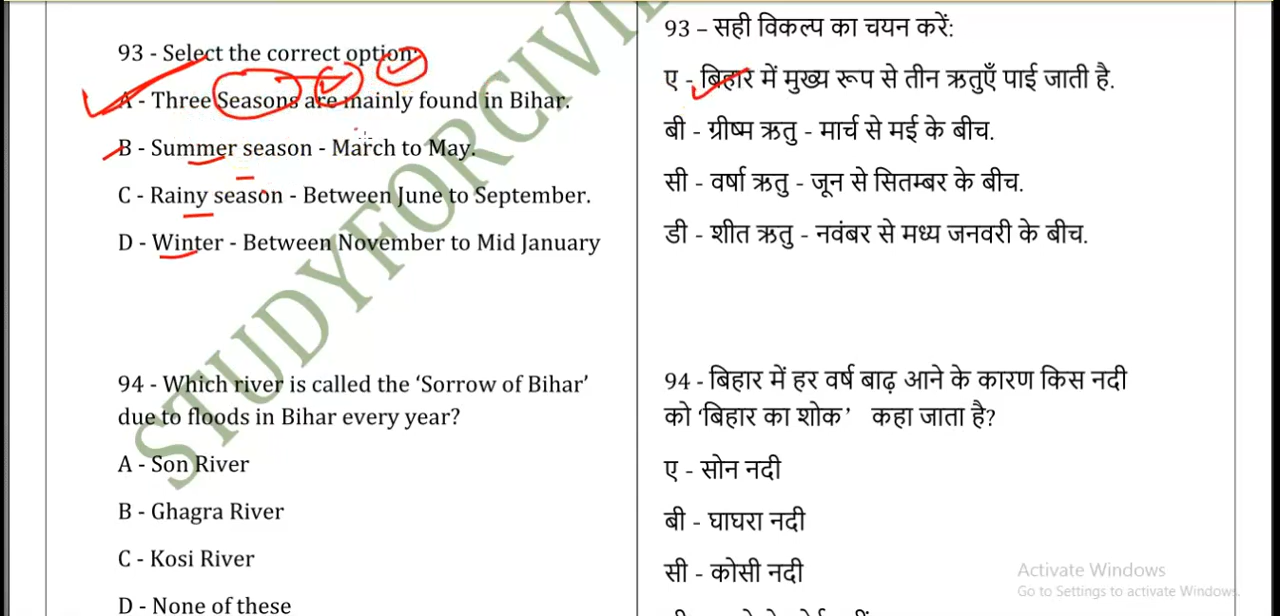 93 - Select the correct option:
A - Three Seasons are mainly found in Bihar.
B - Summer season - March to May.
C - Rainy season - Between June to September.
D - Winter - Between November to Mid January
94 - Which river is called the ‘Sorrow of Bihar’
due to floods in Bihar every year?
A - Son River
B - Ghagra River
C - Kosi River
D - None of these
93 – सही विकल्प का चयन करें:
ए - बिहार में मुख्य रूप से तीन ऋतुएँ पाई जाती है.
बी - ग्रीष्म ऋतु - मार्च से मई के बीच.
सी - वर्षा ऋतु - जून से सितम्बर के बीच.
डी - शीत ऋतु - नवंबर से मध्य जनवरी के बीच.
94 - बिहार में हर वर्ष बाढ़ आने के कारण किस नदी
को ‘बिहार का शोक’ कहा जाता है?
ए - सोन नदी
बी - घाघरा नदी
सी - कोसी नदी
STUDYFORCIVIL
Activate Windows
Go to Settings to activate Windows.